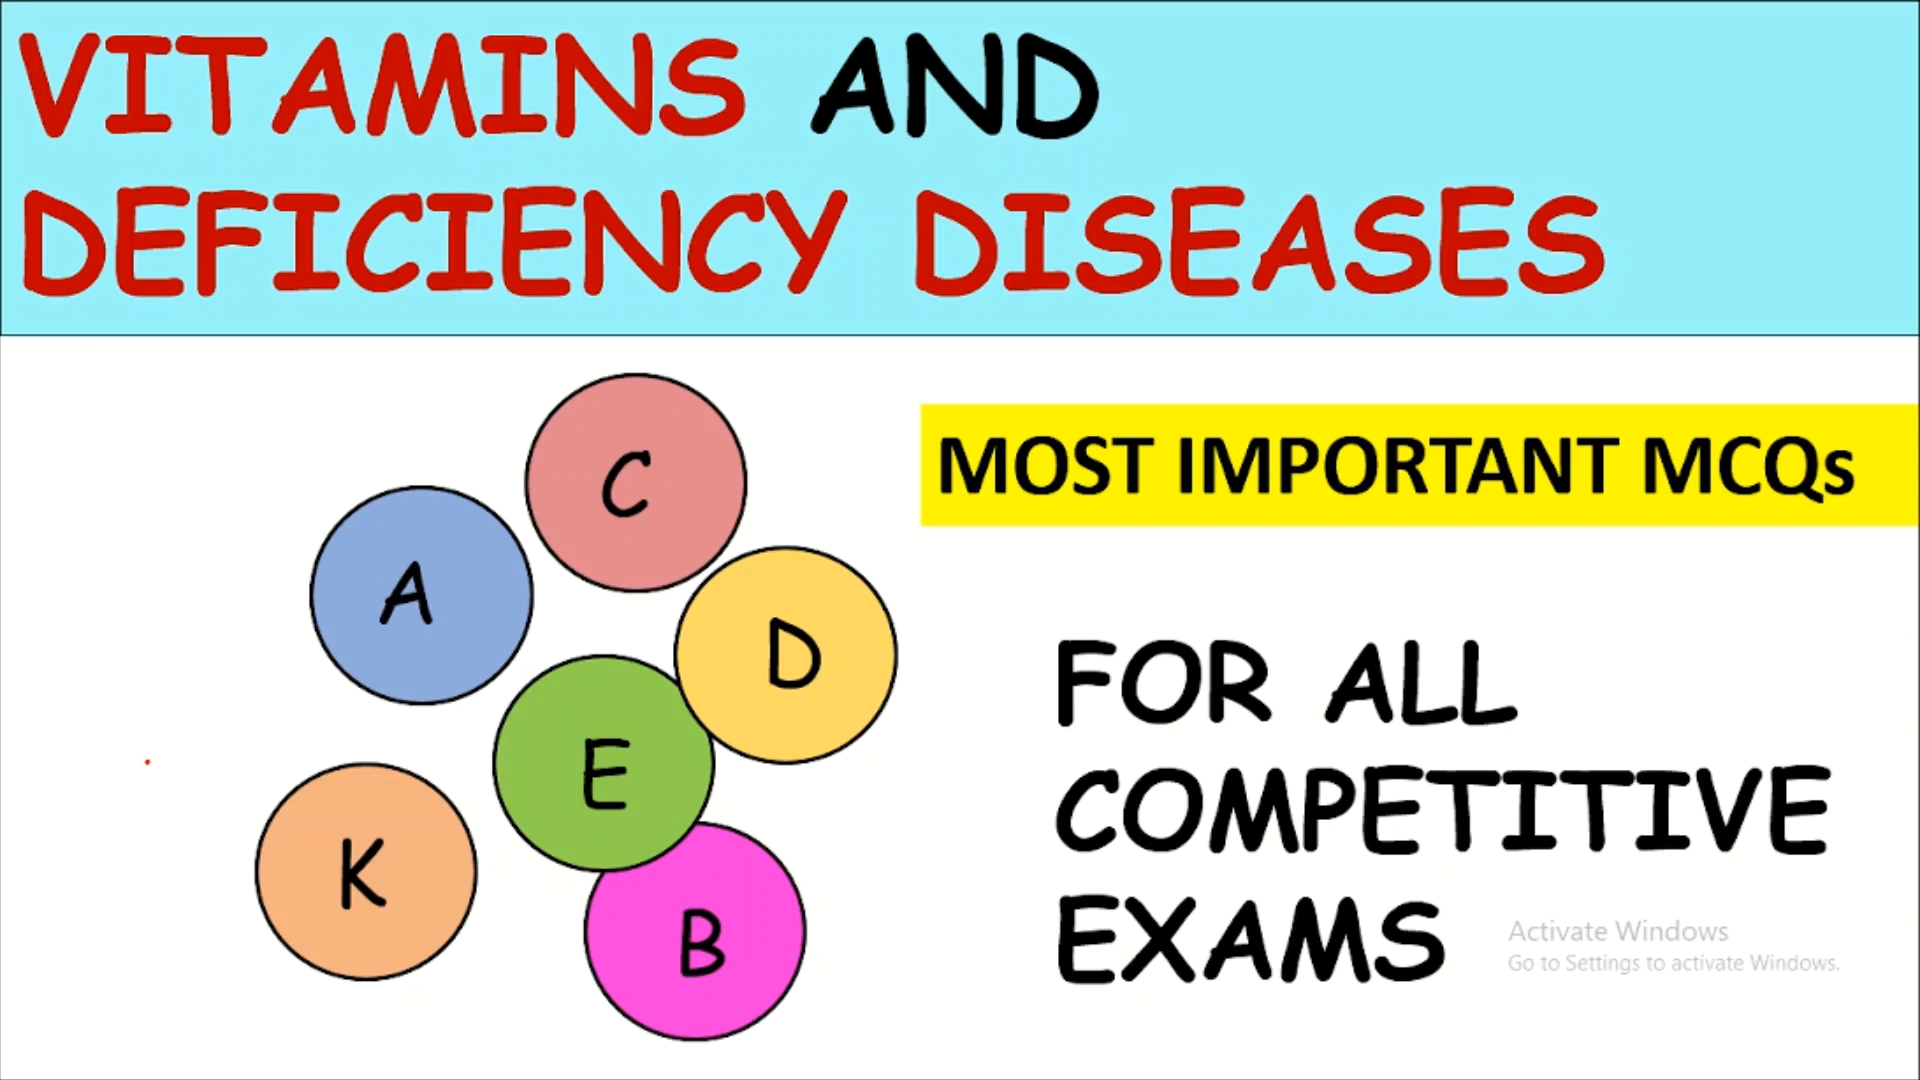 VITAMINS AND
DEFICIENCY DISEASES
C
MOST IMPORTANT MCQs
A
D
FOR ALL
E
COMPETITIVE
K
B
EXAMS
Activate Windows
Go to Settings to activate Windows.